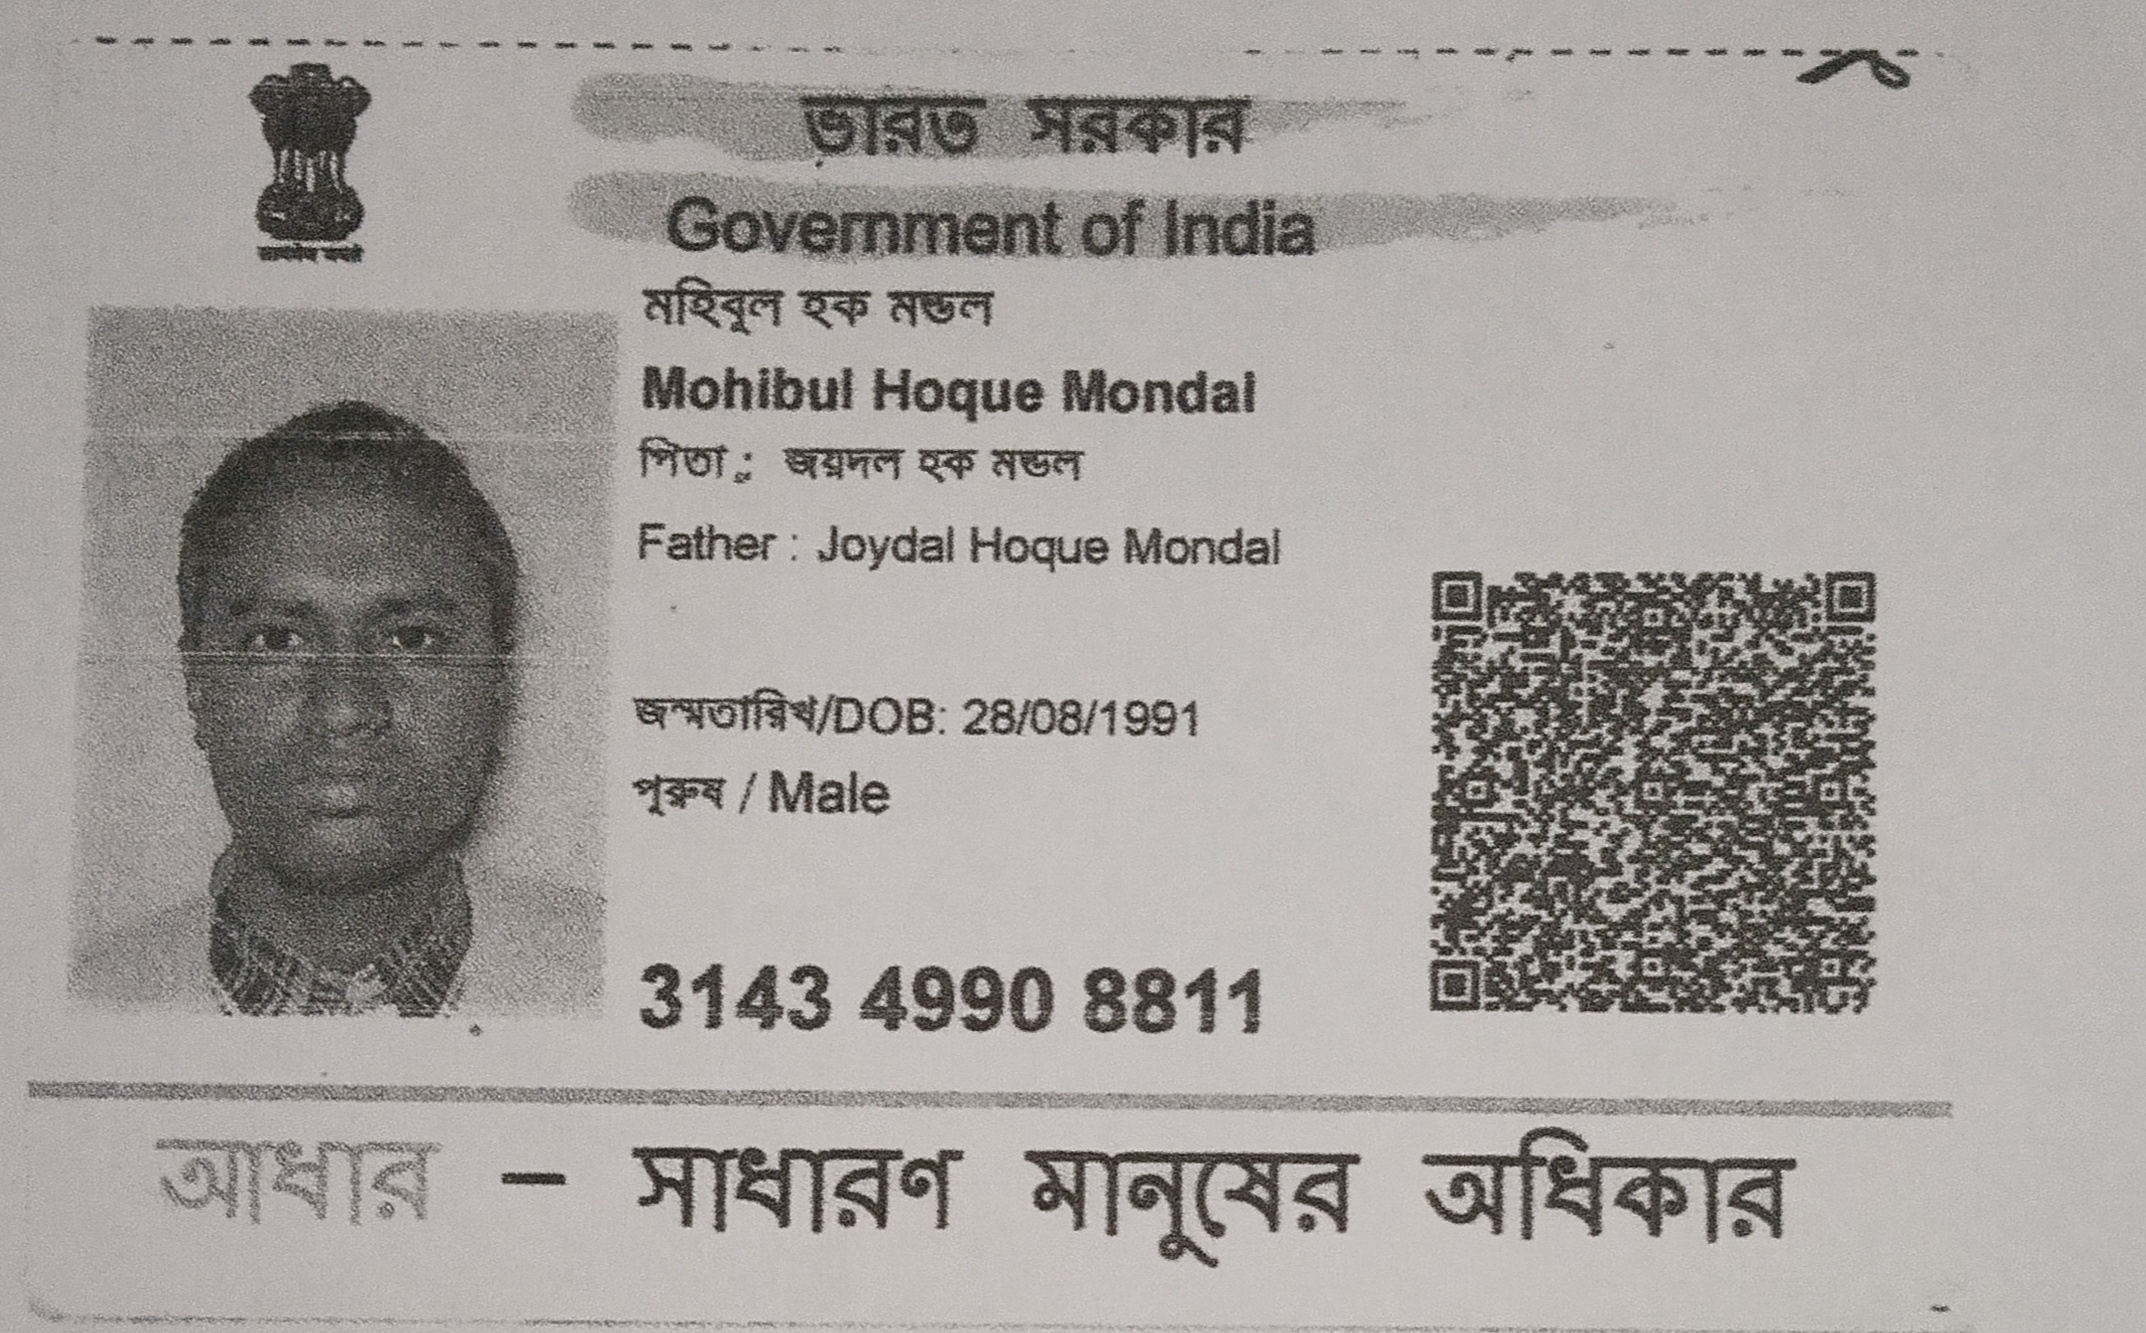 ভারত সরকার
Government of India
মহিবুল হক মন্ডল
Mohibul Hoque Mondal
পিতা : জয়দল হক মন্ডল
Father : Joydal Hoque Mondal
জন্মতারিখ/DOB: 28/08/1991
পুরুষ / Male
3143 4990 8811
আধার – সাধারণ মানুষের অধিকার